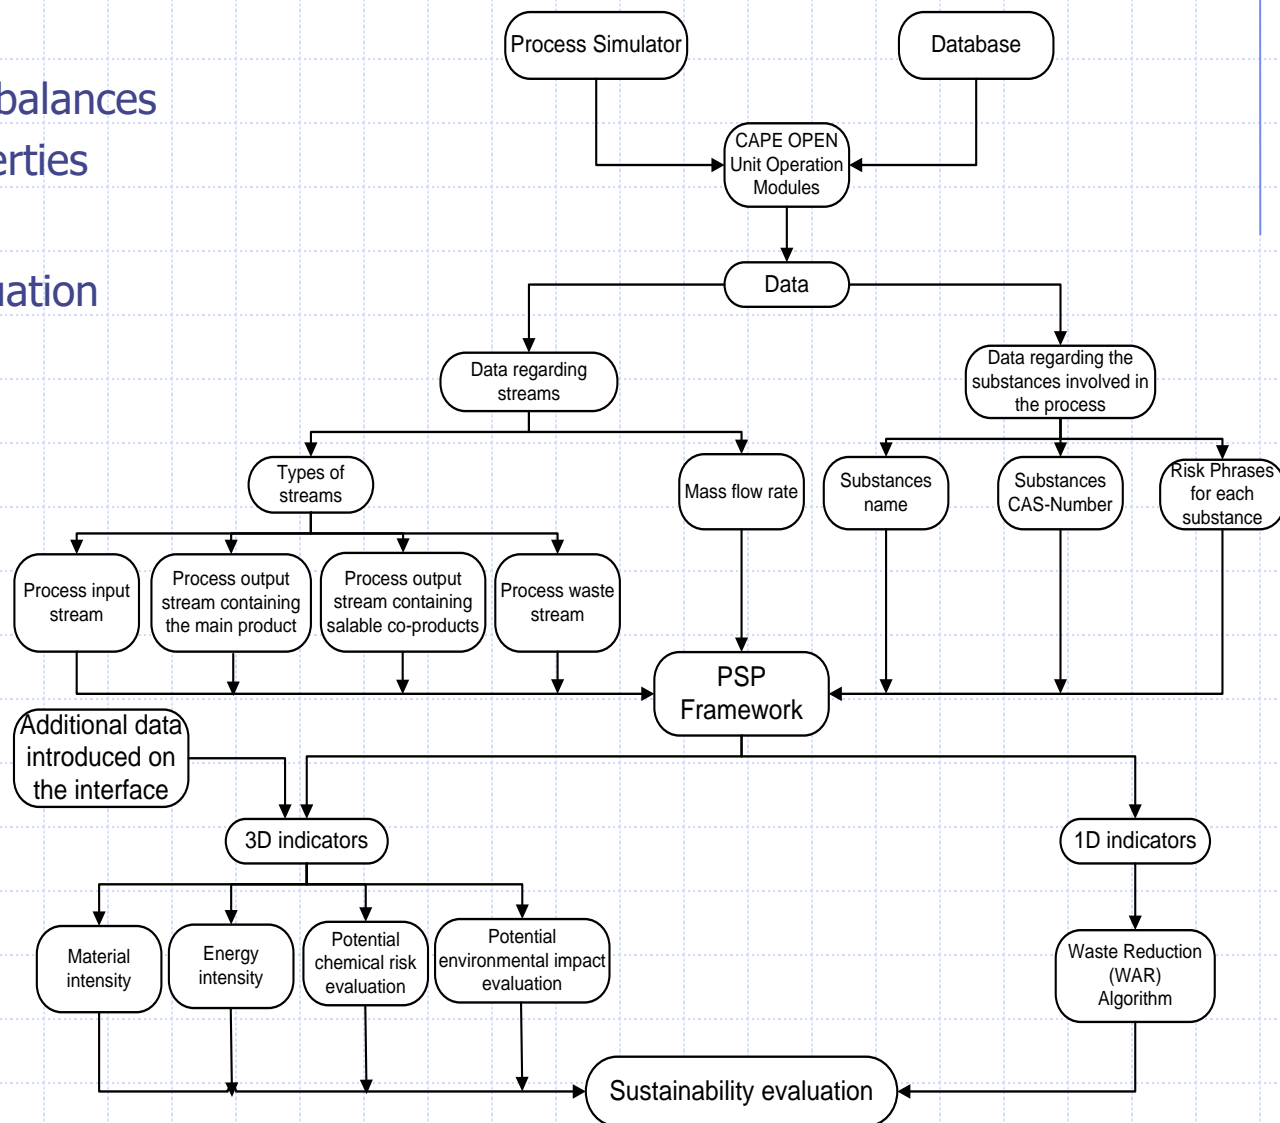 balances
erties
uation
Process Simulator
Database
CAPE OPEN
Unit Operation
Modules
Data
Data regarding
streams
Data regarding the
substances involved in
the process
Types of
streams
Mass flow rate
Substances
name
Substances
CAS-Number
Risk Phrases
for each
substance
Process input
stream
Process output
stream containing
the main product
Process output
stream containing
salable co-products
Process waste
stream
PSP
Framework
Additional data
introduced on
the interface
3D indicators
1D indicators
Material
intensity
Energy
intensity
Potential
chemical risk
evaluation
Potential
environmental impact
evaluation
Waste Reduction
(WAR)
Algorithm
Sustainability evaluation